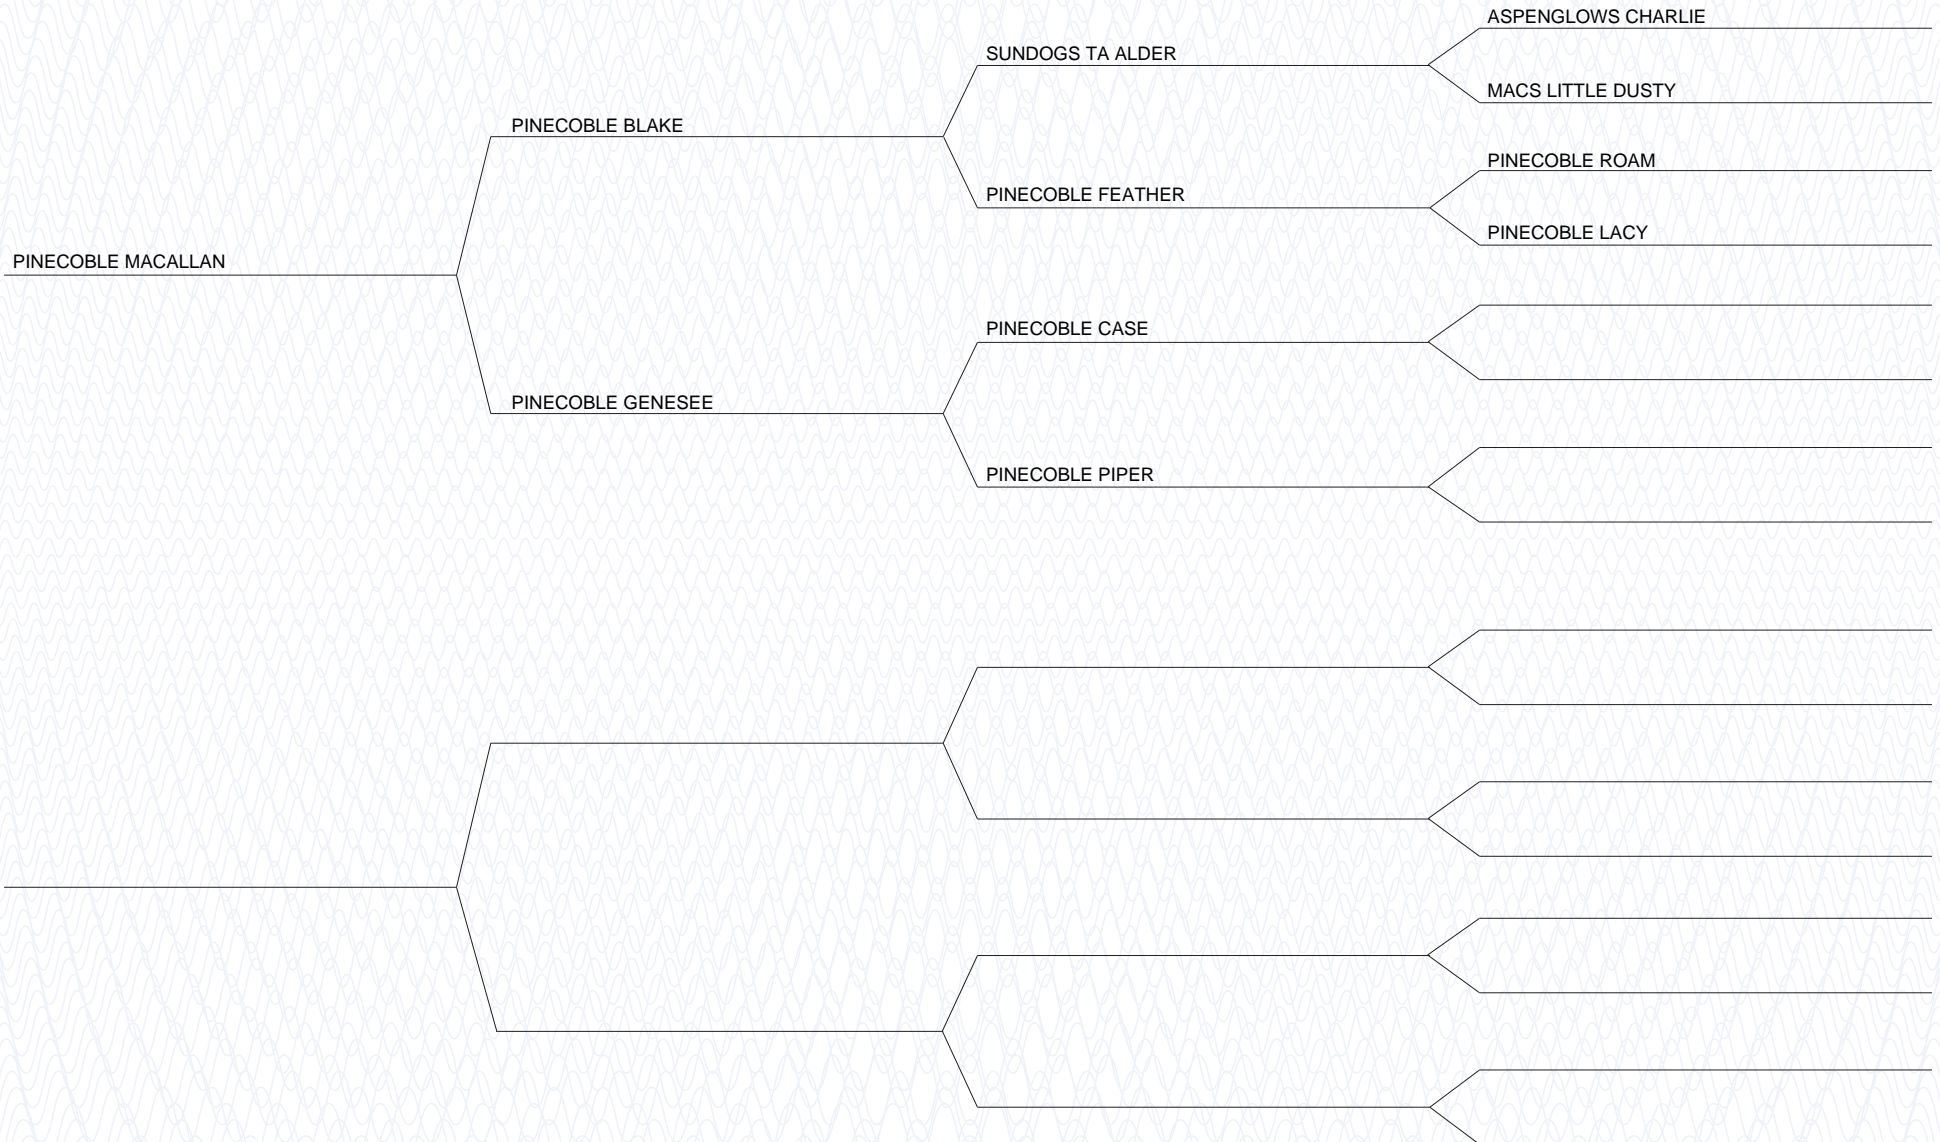 ASPENGLOWS CHARLIE
SUNDOGS TA ALDER
MACS LITTLE DUSTY
PINECOBLE BLAKE
PINECOBLE ROAM
PINECOBLE FEATHER
PINECOBLE LACY
PINECOBLE MACALLAN
PINECOBLE CASE
PINECOBLE GENESEE
PINECOBLE PIPER